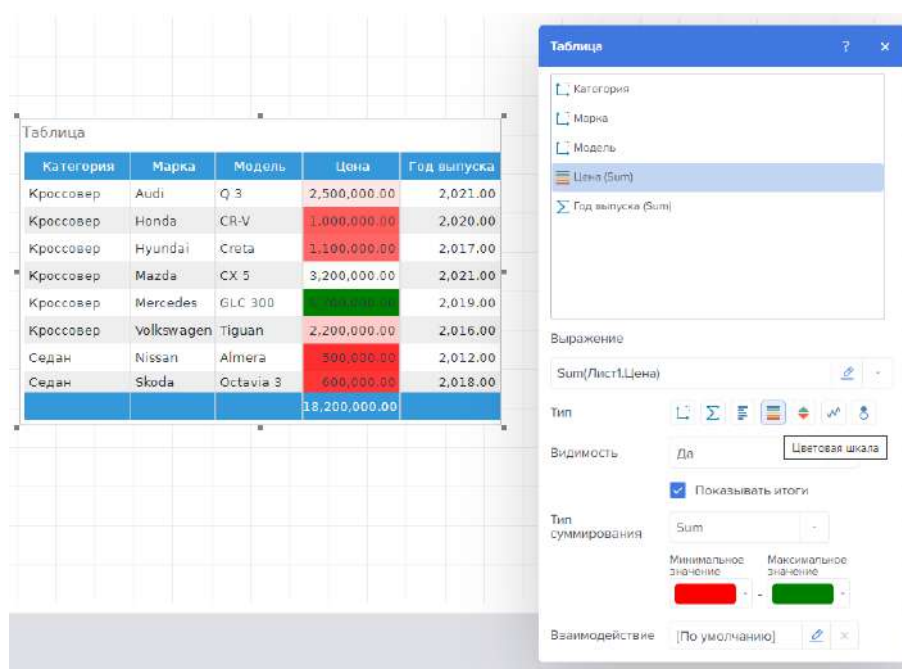 Таблица
Категория Марка Модель Цена Год выпуска
Кроссовер Audi Q 3 2,500,000.00 2,021.00
Кроссовер Honda CR-V 1,000,000.00 2,020.00
Кроссовер Hyundai Creta 1,100,000.00 2,017.00
Кроссовер Mazda CX 5 3,200,000.00 2,021.00
Кроссовер Mercedes GLC 300 2,019.00
Кроссовер Volkswagen Tiguan 2,200,000.00 2,016.00
Седан Nissan Almera 500,000.00 2,012.00
Седан Skoda Octavia 3 600,000.00 2,018.00
18,200,000.00
Таблица ? ×
Категория
Марка
Модель
Цена (Sum)
Год выпуска (Sum)
Выражение
Sum(Лист1.Цена)
Тип
Цветовая шкала
Видимость Да
Показывать итоги
Тип
суммирования Sum
Минимальное Максимальное
значение значение
-
Взаимодействие [По умолчанию]